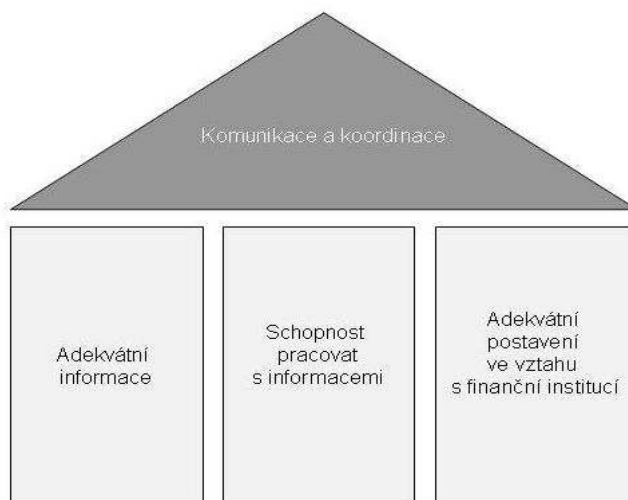 Komunikace a koordinace
Adekvátní
informace
Schopnost
pracovat
s informacemi
Adekvátní
postavení
ve vztahu
s finanční institucí